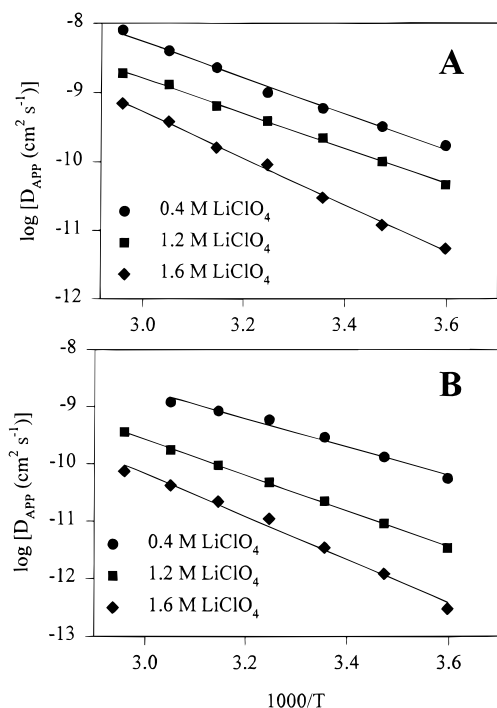 -8
A
-9
-10
-11
-12
log [D_APP (cm² s⁻¹)]
● 0.4 M LiClO₄
■ 1.2 M LiClO₄
◆ 1.6 M LiClO₄
3.0 3.2 3.4 3.6
-8
B
-9
-10
-11
-12
-13
log [D_APP (cm² s⁻¹)]
● 0.4 M LiClO₄
■ 1.2 M LiClO₄
◆ 1.6 M LiClO₄
3.0 3.2 3.4 3.6
1000/T